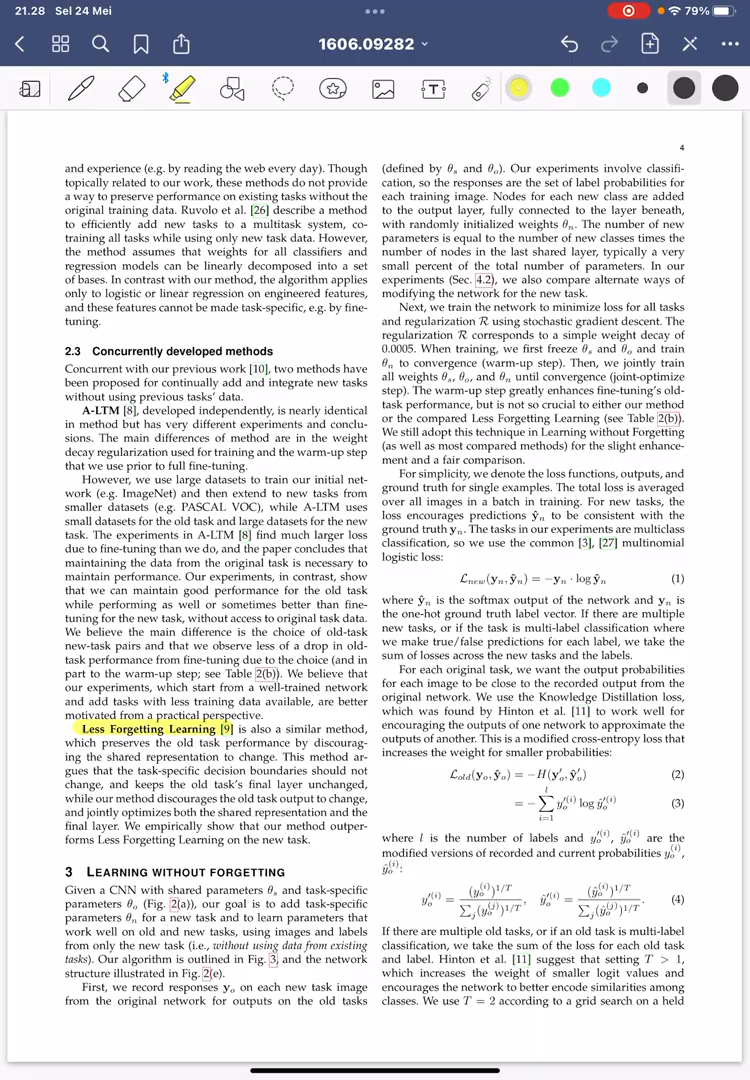 21.28 Sel 24 Mei
79%
1606.09282
4
and experience (e.g. by reading the web every day). Though
topically related to our work, these methods do not provide
a way to preserve performance on existing tasks without the
original training data. Ruvolo et al. [26] describe a method
to efficiently add new tasks to a multitask system, co-
training all tasks while using only new task data. However,
the method assumes that weights for all classifiers and
regression models can be linearly decomposed into a set
of bases. In contrast with our method, the algorithm applies
only to logistic or linear regression on engineered features,
and these features cannot be made task-specific, e.g. by fine-
tuning.
2.3 Concurrently developed methods
Concurrent with our previous work [10], two methods have
been proposed for continually add and integrate new tasks
without using previous tasks' data.
A-LTM [8], developed independently, is nearly identical
in method but has very different experiments and conclu-
sions. The main differences of method are in the weight
decay regularization used for training and the warm-up step
that we use prior to full fine-tuning.
However, we use large datasets to train our initial net-
work (e.g. ImageNet) and then extend to new tasks from
smaller datasets (e.g. PASCAL VOC), while A-LTM uses
small datasets for the old task and large datasets for the new
task. The experiments in A-LTM [8] find much larger loss
due to fine-tuning than we do, and the paper concludes that
maintaining the data from the original task is necessary to
maintain performance. Our experiments, in contrast, show
that we can maintain good performance for the old task
while performing as well or sometimes better than fine-
tuning for the new task, without access to original task data.
We believe the main difference is the choice of old-task
new-task pairs and that we observe less of a drop in old-
task performance from fine-tuning due to the choice (and in
part to the warm-up step; see Table 2(b)). We believe that
our experiments, which start from a well-trained network
and add tasks with less training data available, are better
motivated from a practical perspective.
Less Forgetting Learning [9] is also a similar method,
which preserves the old task performance by discourag-
ing the shared representation to change. This method ar-
gues that the task-specific decision boundaries should not
change, and keeps the old task's final layer unchanged,
while our method discourages the old task output to change,
and jointly optimizes both the shared representation and the
final layer. We empirically show that our method outper-
forms Less Forgetting Learning on the new task.
3 LEARNING WITHOUT FORGETTING
Given a CNN with shared parameters θs and task-specific
parameters θo (Fig. 2(a)), our goal is to add task-specific
parameters θn for a new task and to learn parameters that
work well on old and new tasks, using images and labels
from only the new task (i.e., without using data from existing
tasks). Our algorithm is outlined in Fig. 3, and the network
structure illustrated in Fig. 2(e).
First, we record responses yo on each new task image
from the original network for outputs on the old tasks
(defined by θs and θo). Our experiments involve classifi-
cation, so the responses are the set of label probabilities for
each training image. Nodes for each new class are added
to the output layer, fully connected to the layer beneath,
with randomly initialized weights θn. The number of new
parameters is equal to the number of new classes times the
number of nodes in the last shared layer, typically a very
small percent of the total number of parameters. In our
experiments (Sec. 4.2), we also compare alternate ways of
modifying the network for the new task.
Next, we train the network to minimize loss for all tasks
and regularization R using stochastic gradient descent. The
regularization R corresponds to a simple weight decay of
0.0005. When training, we first freeze θs and θo and train
θn to convergence (warm-up step). Then, we jointly train
all weights θs, θo, and θn until convergence (joint-optimize
step). The warm-up step greatly enhances fine-tuning's old-
task performance, but is not so crucial to either our method
or the compared Less Forgetting Learning (see Table 2(b)).
We still adopt this technique in Learning without Forgetting
(as well as most compared methods) for the slight enhance-
ment and a fair comparison.
For simplicity, we denote the loss functions, outputs, and
ground truth for single examples. The total loss is averaged
over all images in a batch in training. For new tasks, the
loss encourages predictions ŷn to be consistent with the
ground truth yn. The tasks in our experiments are multiclass
classification, so we use the common [3], [27] multinomial
logistic loss:
Lnew(yn, ŷn) = −yn · log ŷn (1)
where ŷn is the softmax output of the network and yn is
the one-hot ground truth label vector. If there are multiple
new tasks, or if the task is multi-label classification where
we make true/false predictions for each label, we take the
sum of losses across the new tasks and the labels.
For each original task, we want the output probabilities
for each image to be close to the recorded output from the
original network. We use the Knowledge Distillation loss,
which was found by Hinton et al. [11] to work well for
encouraging the outputs of one network to approximate the
outputs of another. This is a modified cross-entropy loss that
increases the weight for smaller probabilities:
Lold(yo, ŷo) = −H(y′o, ŷ′o) (2)
= −∑_{i=1}^{l} y′o^(i) log ŷ′o^(i) (3)
where l is the number of labels and y′o^(i), ŷ′o^(i) are the
modified versions of recorded and current probabilities yo^(i),
ŷo^(i):
y′o^(i) = (yo^(i))^1/T / ∑j(yo^(j))^1/T, ŷ′o^(i) = (ŷo^(i))^1/T / ∑j(ŷo^(j))^1/T. (4)
If there are multiple old tasks, or if an old task is multi-label
classification, we take the sum of the loss for each old task
and label. Hinton et al. [11] suggest that setting T > 1,
which increases the weight of smaller logit values and
encourages the network to better encode similarities among
classes. We use T = 2 according to a grid search on a held